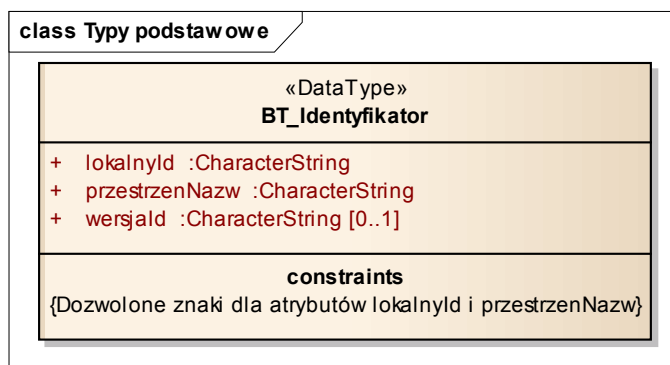 class Typy podstawowe
«DataType»
BT_Identyfikator
+ lokalnyId :CharacterString
+ przestrzenNazw :CharacterString
+ wersjaId :CharacterString [0..1]
constraints
{Dozwolone znaki dla atrybutów lokalnyId i przestrzenNazw}